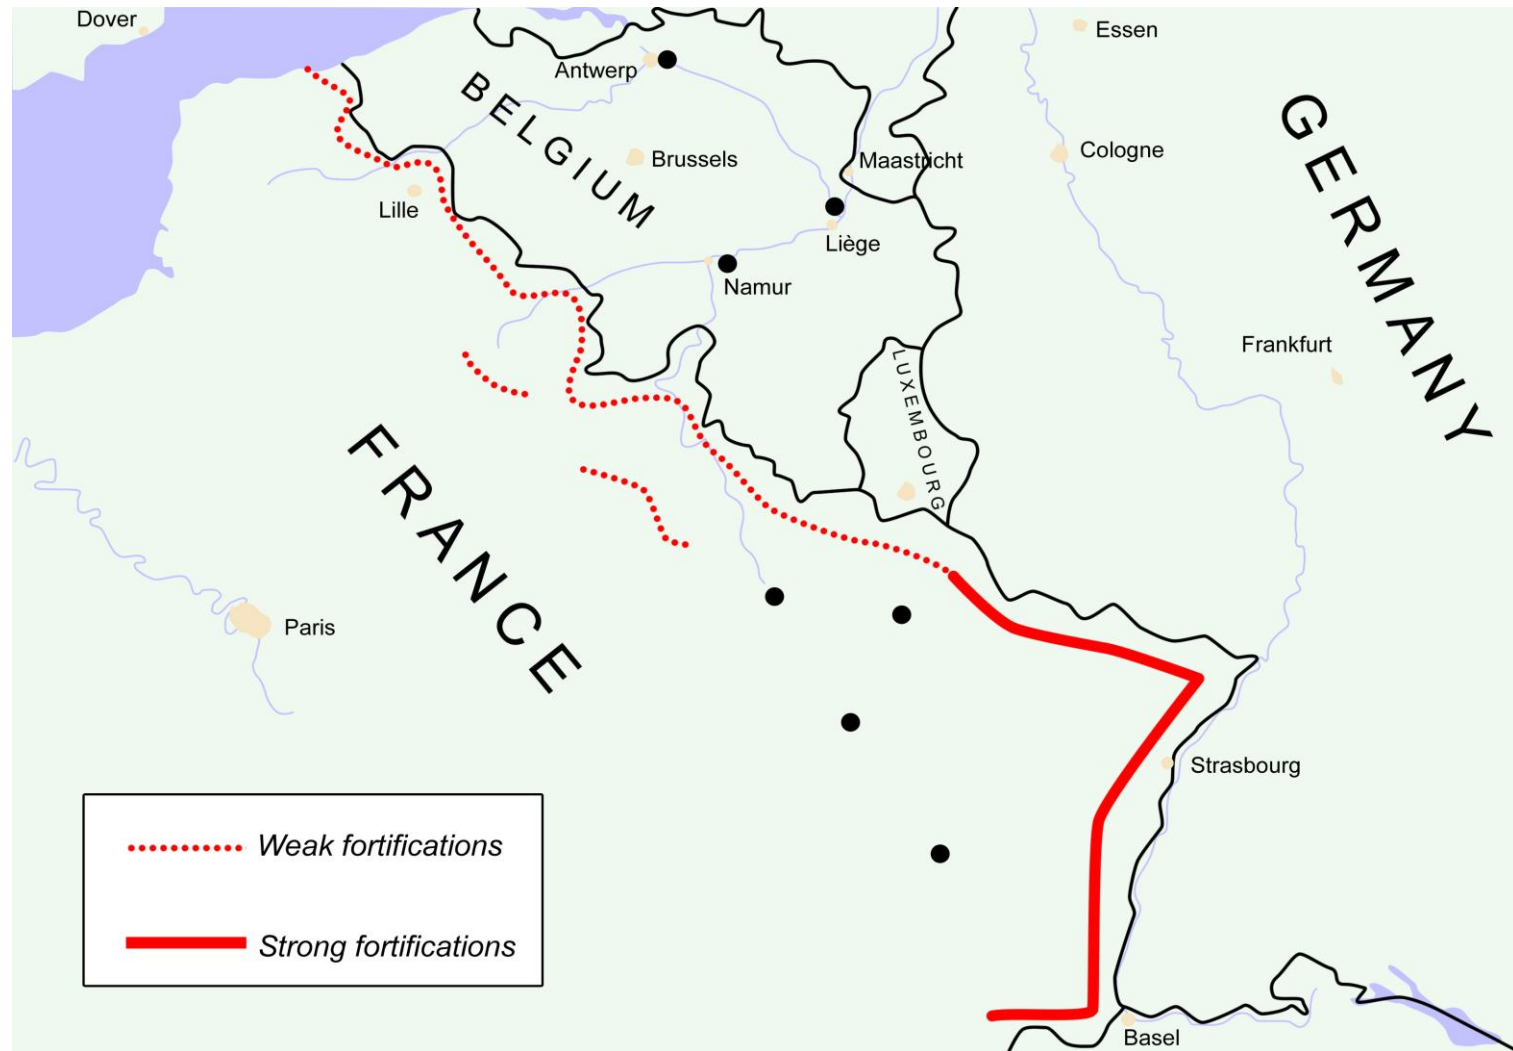 Dover
Essen
Antwerp
BELGIUM
GERMANY
Brussels
Maastricht
Cologne
Lille
Liège
Namur
Frankfurt
LUXEMBOURG
FRANCE
Paris
Strasbourg
Weak fortifications
Strong fortifications
Basel